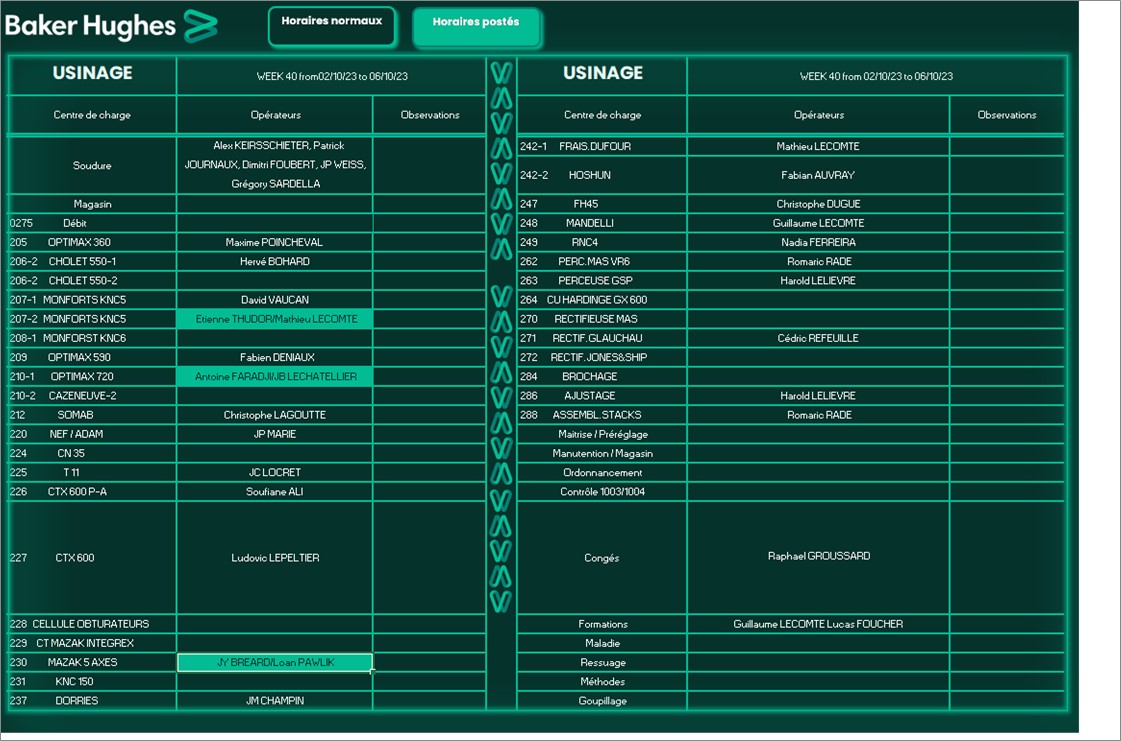 Baker Hughes
Horaires normaux
Horaires postés
USINAGE WEEK 40 from02/10/23 to 06/10/23
Centre de charge Opérateurs Observations
Soudure Alex KEIRSSCHIETER, Patrick
JOURNAUX, Dimitri FOUBERT, JP WEISS,
Grégory SARDELLA
Magasin
0275 Débit
205 OPTIMAX 360 Maxime POINCHEVAL
206-2 CHOLET 550-1 Hervé BOHARD
206-2 CHOLET 550-2
207-1 MONFORTS KNC5 David VAUCAN
207-2 MONFORTS KNC5 Etienne THUDOR/Mathieu LECOMTE
208-1 MONFORST KNC6
209 OPTIMAX 590 Fabien DENIAUX
210-1 OPTIMAX 720 Antoine FARADJI/JB LECHATELLIER
210-2 CAZENEUVE-2
212 SOMAB Christophe LAGOUTTE
220 NEF / ADAM JP MARIE
224 CN 35
225 T 11 JC LOCRET
226 CTX 600 P-A Soufiane ALI
227 CTX 600 Ludovic LEPELTIER
228 CELLULE OBTURATEURS
229 CT MAZAK INTEGREX
230 MAZAK 5 AXES JY BREARD/Loan PAWLIK
231 KNC 150
237 DORRIES JM CHAMPIN
USINAGE WEEK 40 from 02/10/23 to 06/10/23
Centre de charge Opérateurs Observations
242-1 FRAIS.DUFOUR Mathieu LECOMTE
242-2 HOSHUN Fabian AUVRAY
247 FH45 Christophe DUGUE
248 MANDELLI Guillaume LECOMTE
249 RNC4 Nadia FERREIRA
262 PERC.MAS VR6 Romaric RADE
263 PERCEUSE GSP Harold LELIEVRE
264 CU HARDINGE GX 600
270 RECTIFIEUSE MAS
271 RECTIF.GLAUCHAU Cédric REFEUILLE
272 RECTIF.JONES&SHIP
284 BROCHAGE
286 AJUSTAGE Harold LELIEVRE
288 ASSEMBL.STACKS Romaric RADE
Maitrise / Préréglage
Manutention / Magasin
Ordonnancement
Contrôle 1003/1004
Congés Raphael GROUSSARD
Formations Guillaume LECOMTE Lucas FOUCHER
Maladie
Ressuage
Méthodes
Goupillage